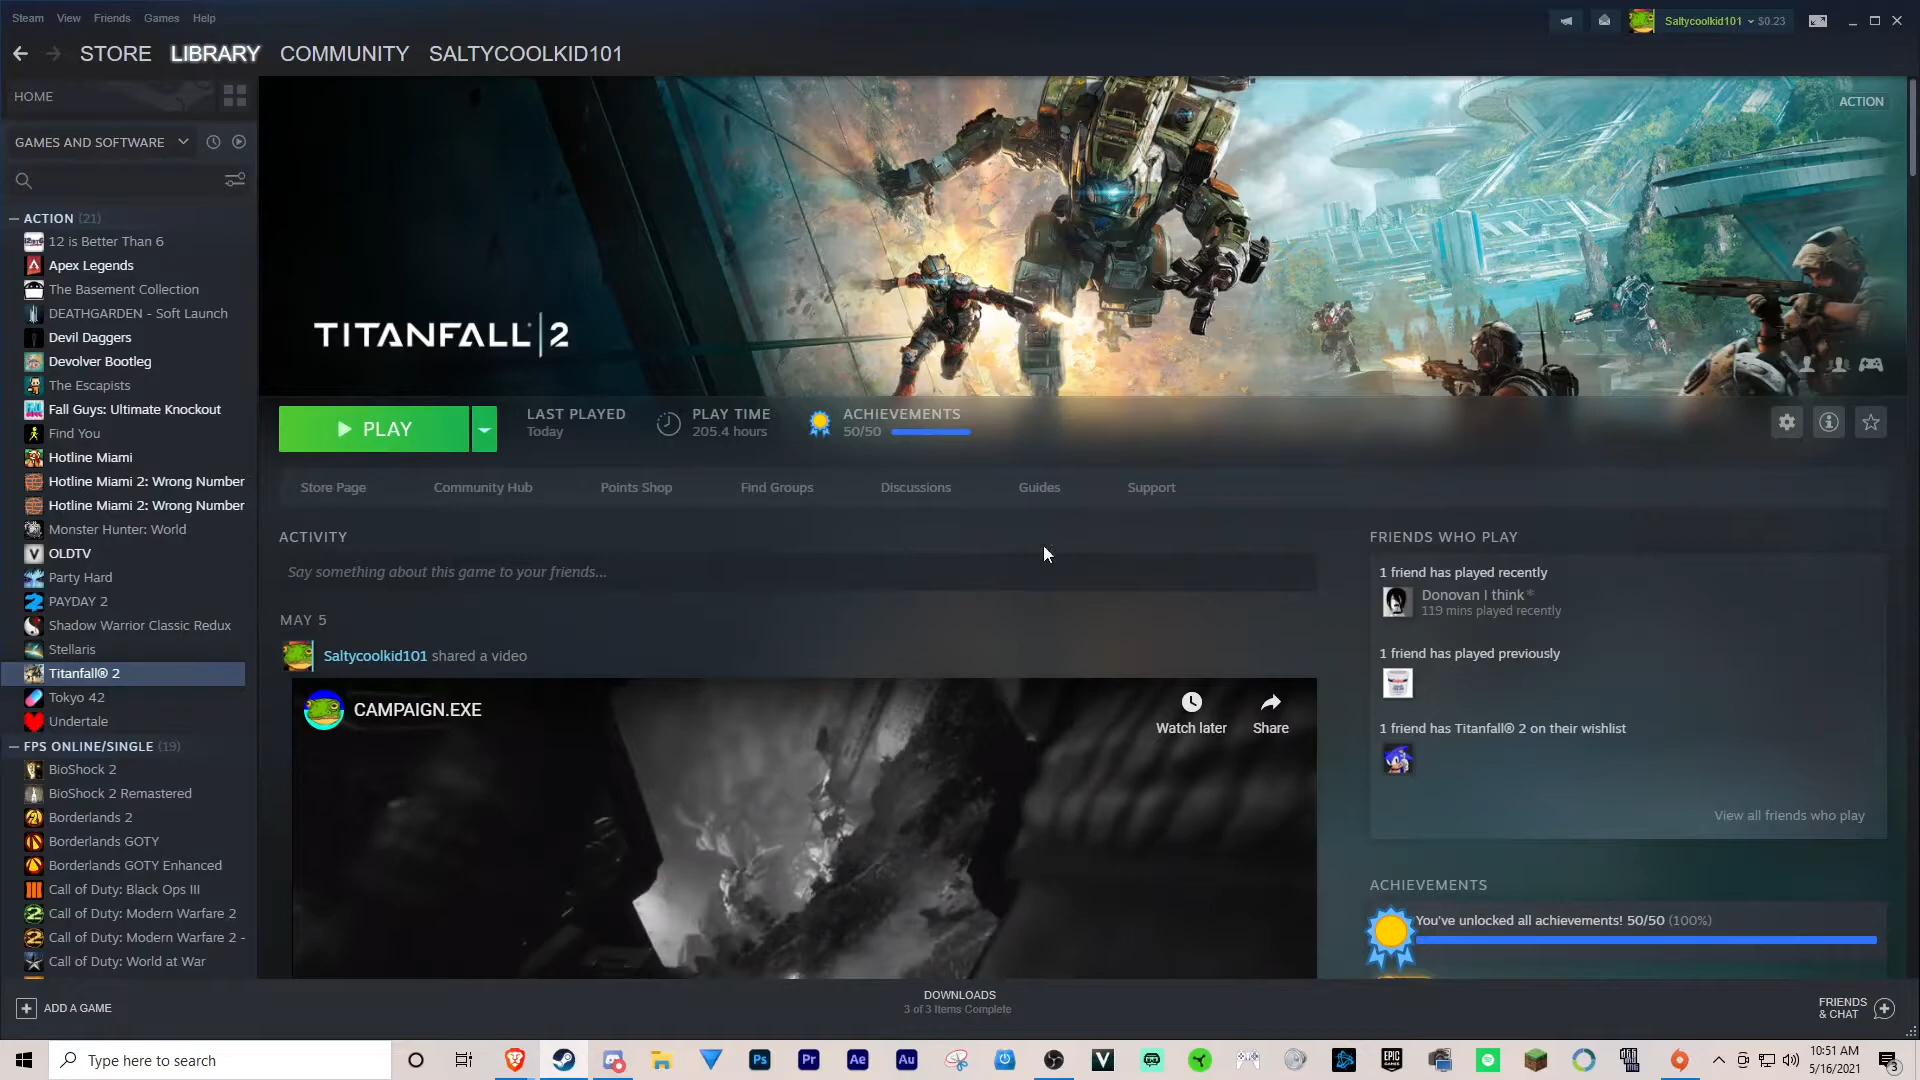 Steam View Friends Games Help
Saltycoolkid101 $0.23
STORE LIBRARY COMMUNITY SALTYCOOLKID101
HOME
ACTION
GAMES AND SOFTWARE
ACTION (21)
12 is Better Than 6
Apex Legends
The Basement Collection
DEATHGARDEN - Soft Launch
Devil Daggers
Devolver Bootleg
The Escapists
Fall Guys: Ultimate Knockout
Find You
Hotline Miami
Hotline Miami 2: Wrong Number
Hotline Miami 2: Wrong Number
Monster Hunter: World
OLDTV
Party Hard
PAYDAY 2
Shadow Warrior Classic Redux
Stellaris
Titanfall® 2
Tokyo 42
Undertale
FPS ONLINE/SINGLE (19)
BioShock 2
BioShock 2 Remastered
Borderlands 2
Borderlands GOTY
Borderlands GOTY Enhanced
Call of Duty: Black Ops III
Call of Duty: Modern Warfare 2
Call of Duty: Modern Warfare 2 -
Call of Duty: World at War
TITANFALL 2
PLAY
LAST PLAYED
Today
PLAY TIME
205.4 hours
ACHIEVEMENTS
50/50
Store Page Community Hub Points Shop Find Groups Discussions Guides Support
ACTIVITY
Say something about this game to your friends...
MAY 5
Saltycoolkid101 shared a video
CAMPAIGN.EXE
Watch later
Share
FRIENDS WHO PLAY
1 friend has played recently
Donovan I think*
119 mins played recently
1 friend has played previously
1 friend has Titanfall® 2 on their wishlist
View all friends who play
ACHIEVEMENTS
You've unlocked all achievements! 50/50 (100%)
ADD A GAME
DOWNLOADS
3 of 3 Items Complete
FRIENDS
& CHAT
Type here to search
Ps
Pr
Ae
Au
V
EPIC
GAMES
10:51 AM
5/16/2021
3